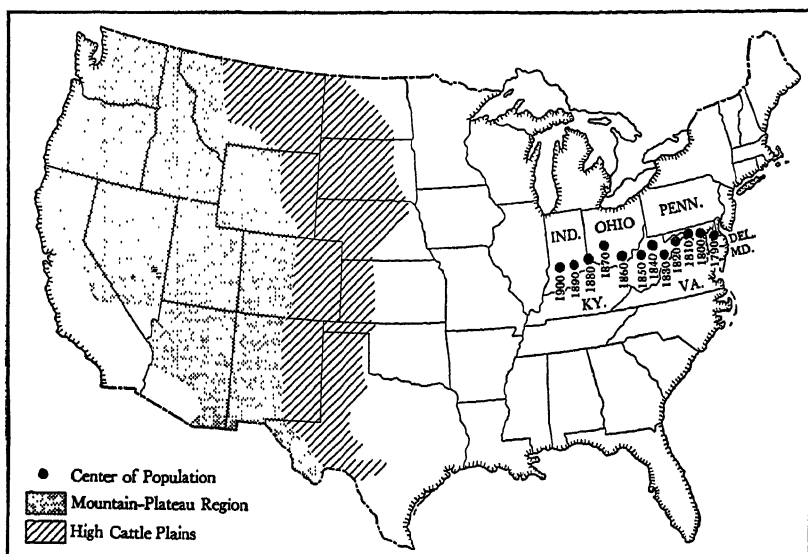 PENN.
OHIO
IND.
DEL.
MD.
VA.
KY.
1900
1890
1880
1870
1860
1850
1840
1830
1820
1810
1800
1790
Center of Population
Mountain-Plateau Region
High Cattle Plains